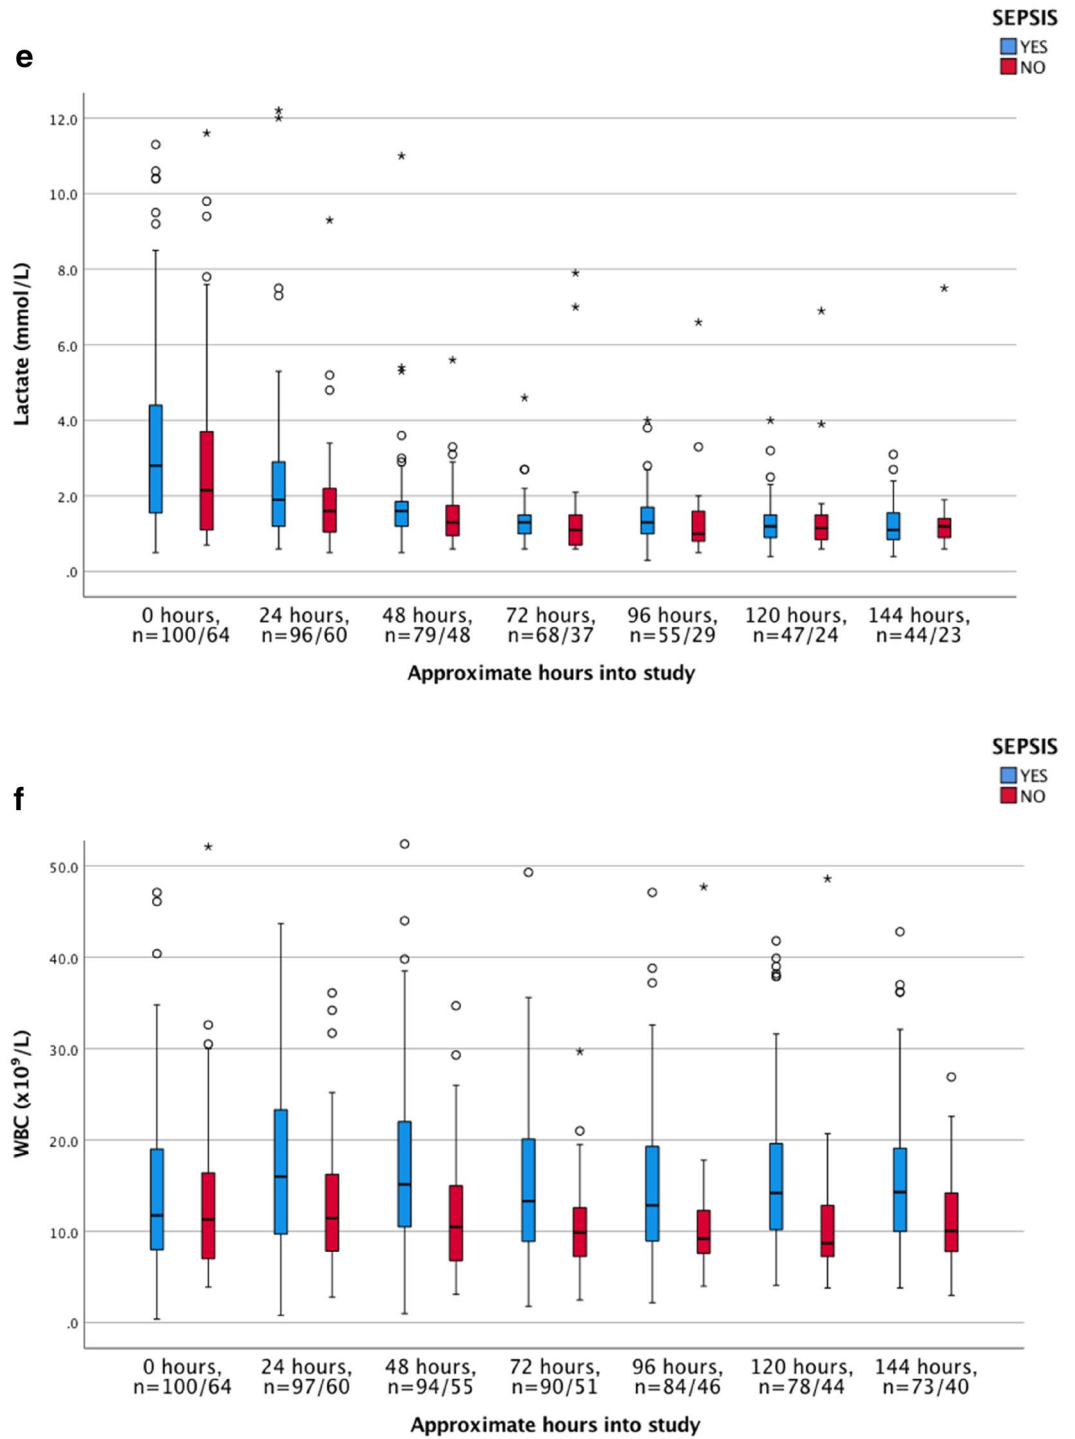 e
SEPSIS
YES
NO
12.0
10.0
8.0
6.0
4.0
2.0
.0
Lactate (mmol/L)
0 hours, 24 hours, 48 hours, 72 hours, 96 hours, 120 hours, 144 hours,
n=100/64 n=96/60 n=79/48 n=68/37 n=55/29 n=47/24 n=44/23
Approximate hours into study
f
SEPSIS
YES
NO
50.0
40.0
30.0
20.0
10.0
.0
WBC (x10⁹/L)
0 hours, 24 hours, 48 hours, 72 hours, 96 hours, 120 hours, 144 hours,
n=100/64 n=97/60 n=94/55 n=90/51 n=84/46 n=78/44 n=73/40
Approximate hours into study